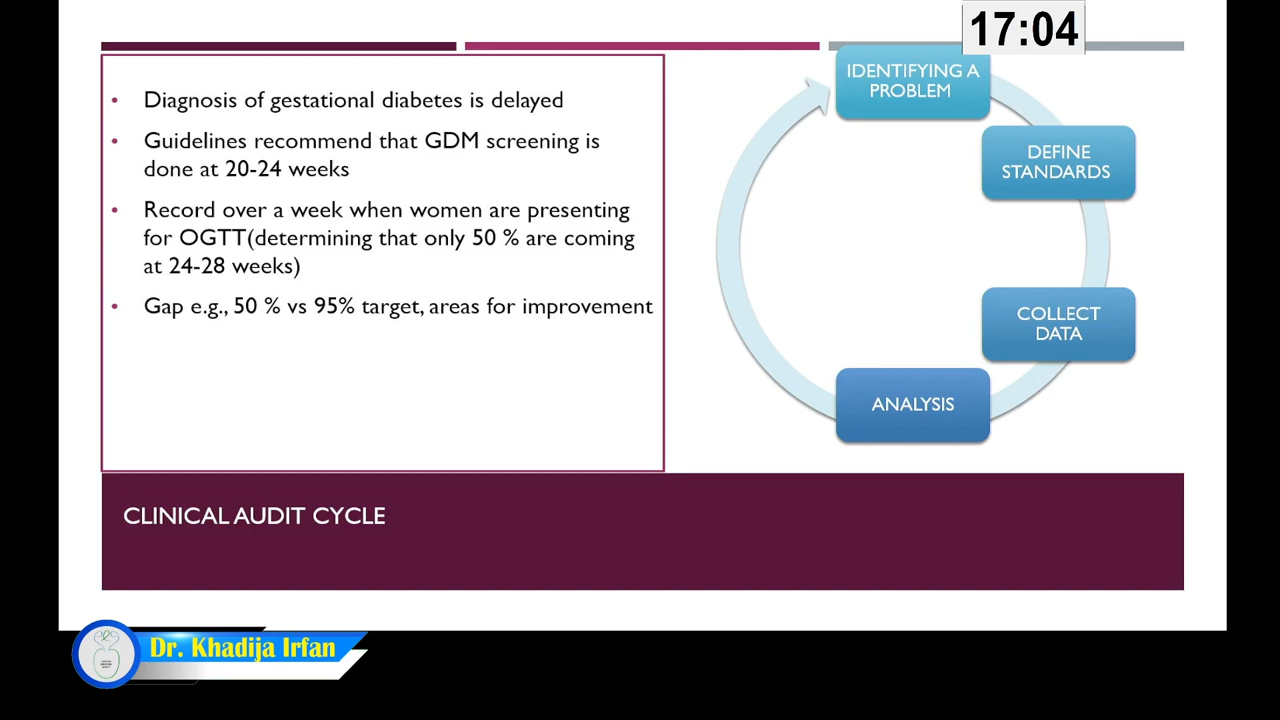 17:04
• Diagnosis of gestational diabetes is delayed
• Guidelines recommend that GDM screening is
done at 20-24 weeks
• Record over a week when women are presenting
for OGTT(determining that only 50 % are coming
at 24-28 weeks)
• Gap e.g., 50 % vs 95% target, areas for improvement
IDENTIFYING A
PROBLEM
DEFINE
STANDARDS
COLLECT
DATA
ANALYSIS
CLINICAL AUDIT CYCLE
Dr. Khadija Irfan